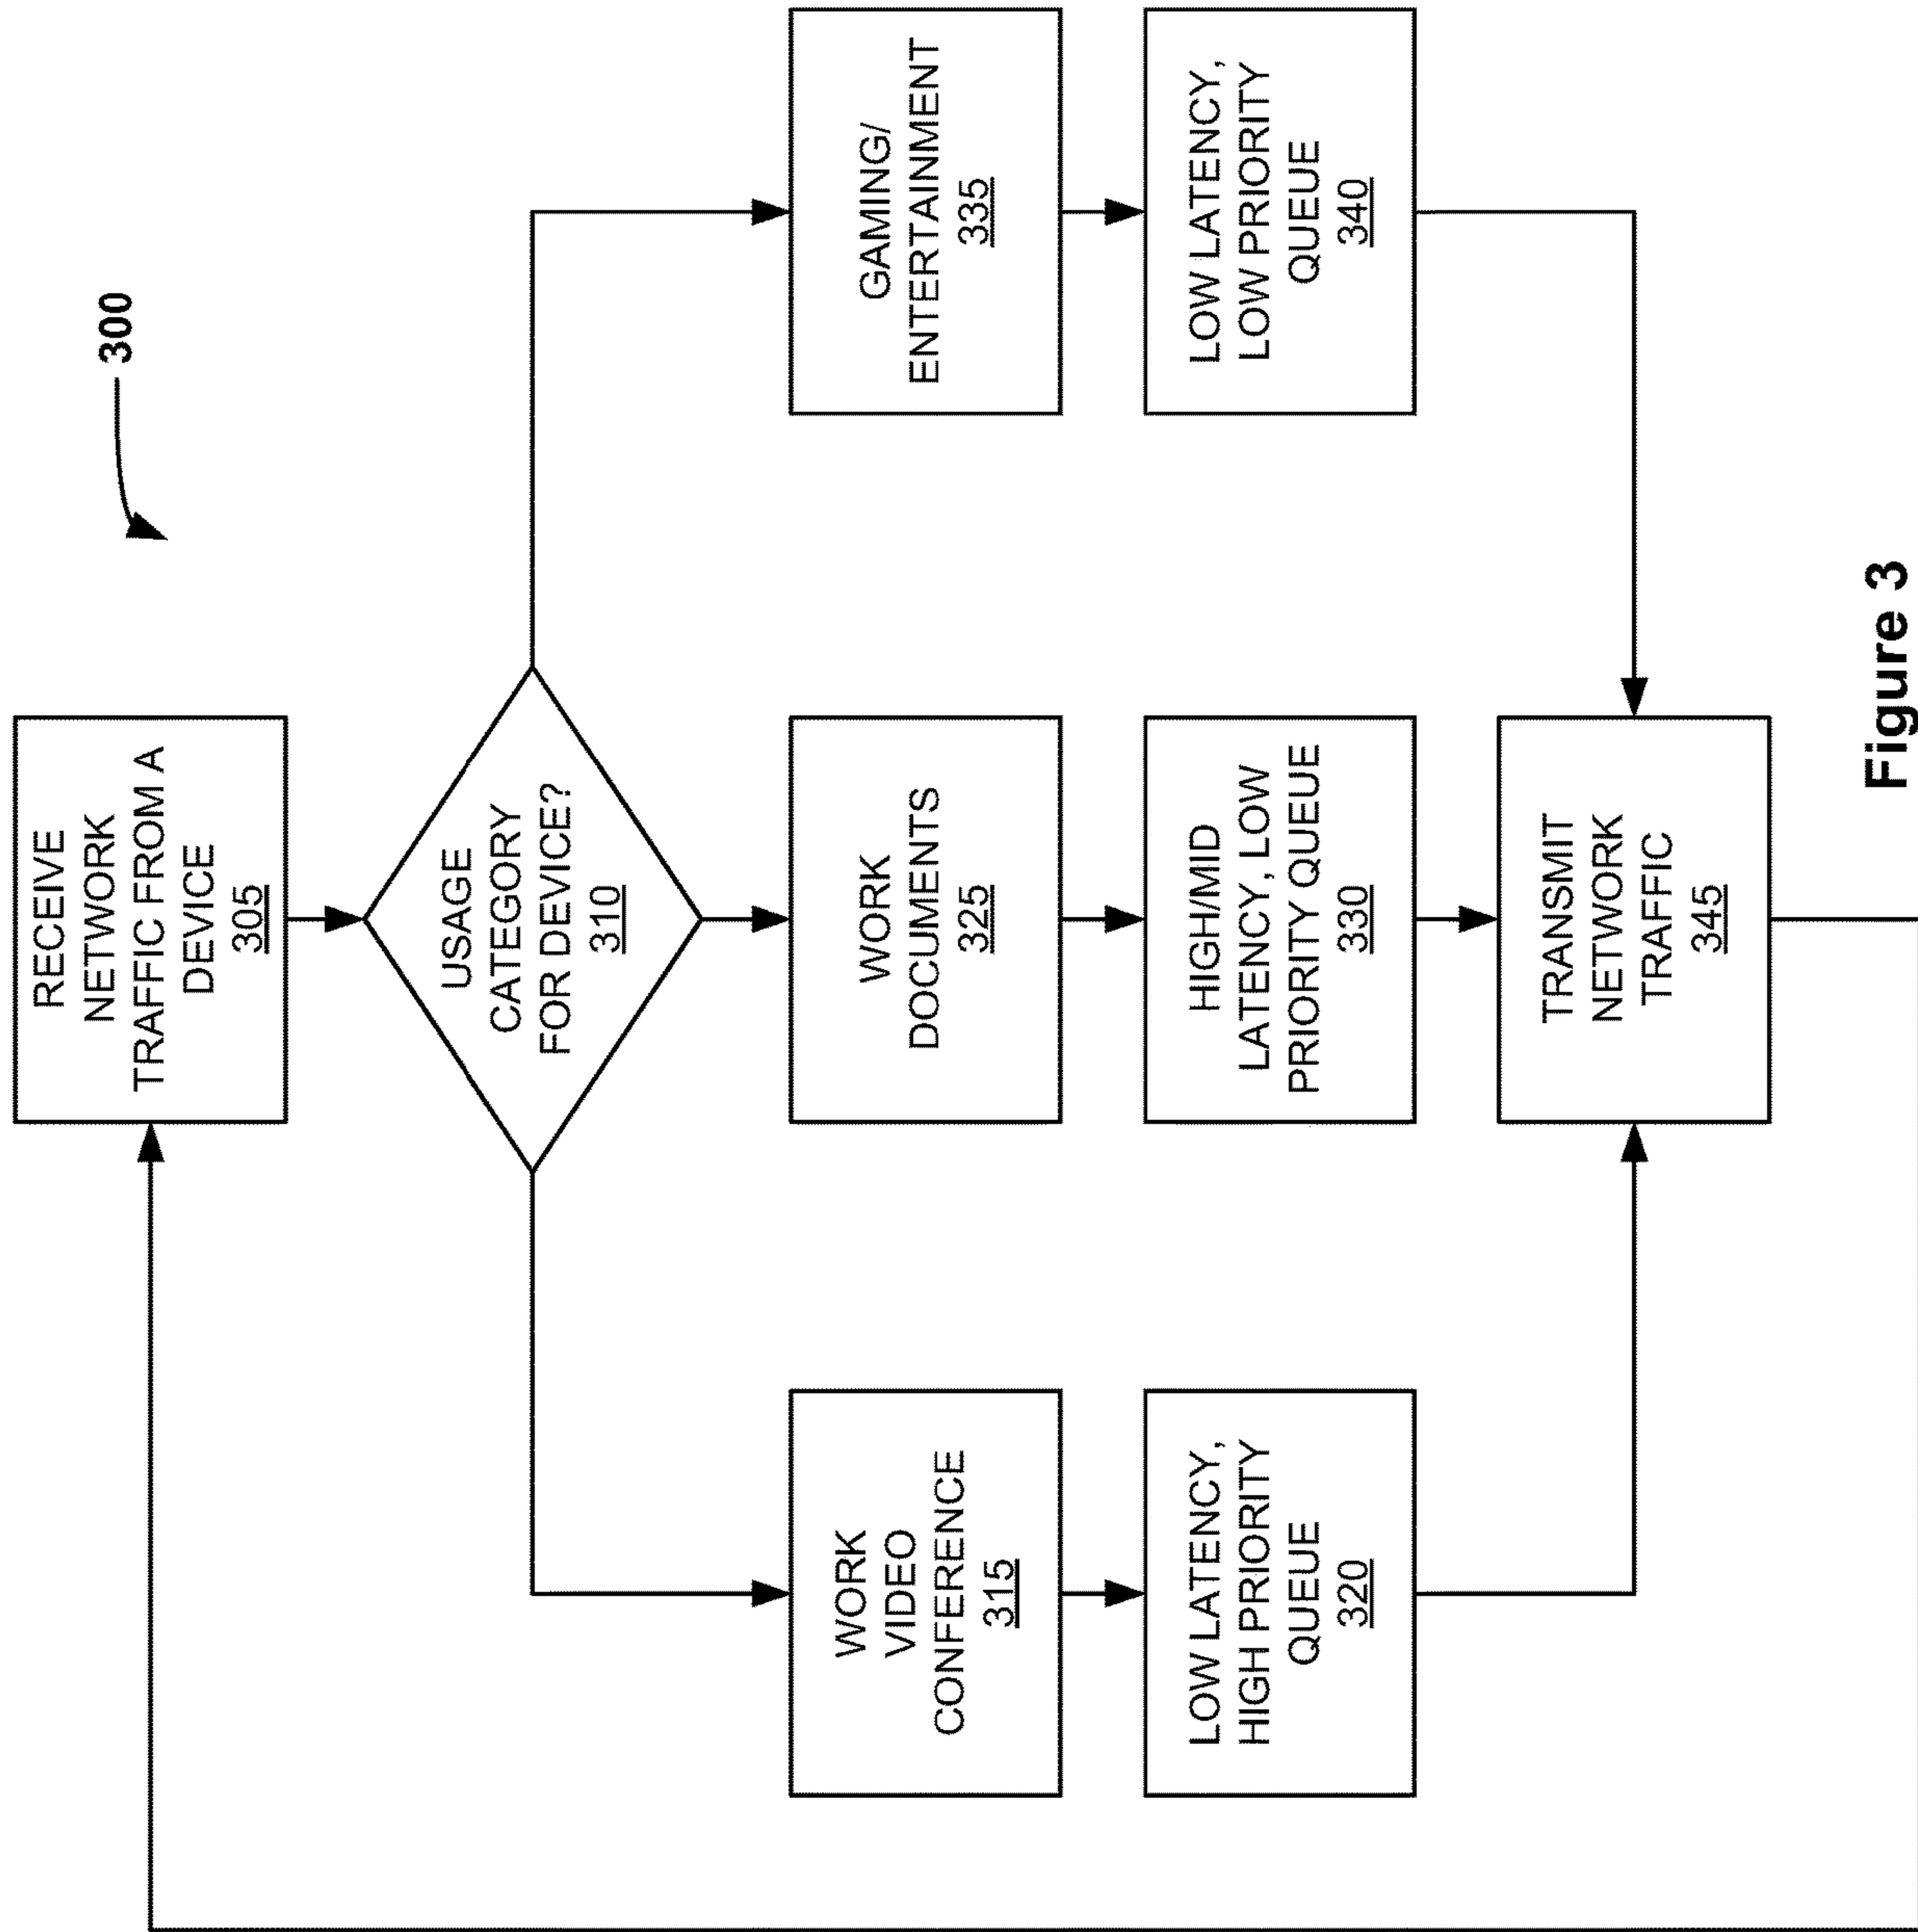 300
RECEIVE
NETWORK
TRAFFIC FROM A
DEVICE
305
USAGE
CATEGORY
FOR DEVICE?
310
WORK
VIDEO
CONFERENCE
315
WORK
DOCUMENTS
325
GAMING/
ENTERTAINMENT
335
LOW LATENCY,
HIGH PRIORITY
QUEUE
320
HIGH/MID
LATENCY, LOW
PRIORITY QUEUE
330
LOW LATENCY,
LOW PRIORITY
QUEUE
340
TRANSMIT
NETWORK
TRAFFIC
345
Figure 3